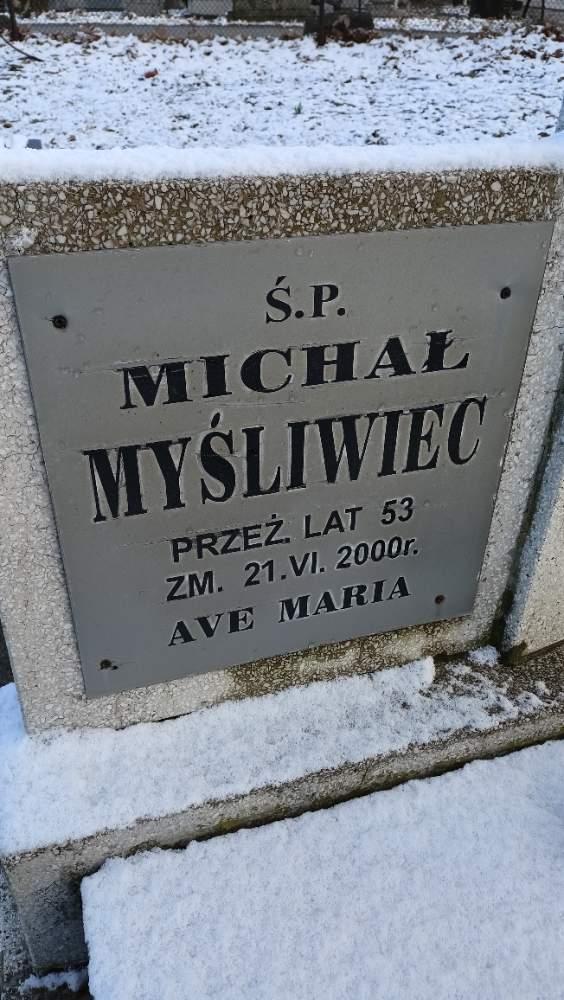 Ś.P.
MICHAŁ
MYŚLIWIEC
PRZEŻ. LAT 53
ZM. 21.VI. 2000r.
AVE MARIA